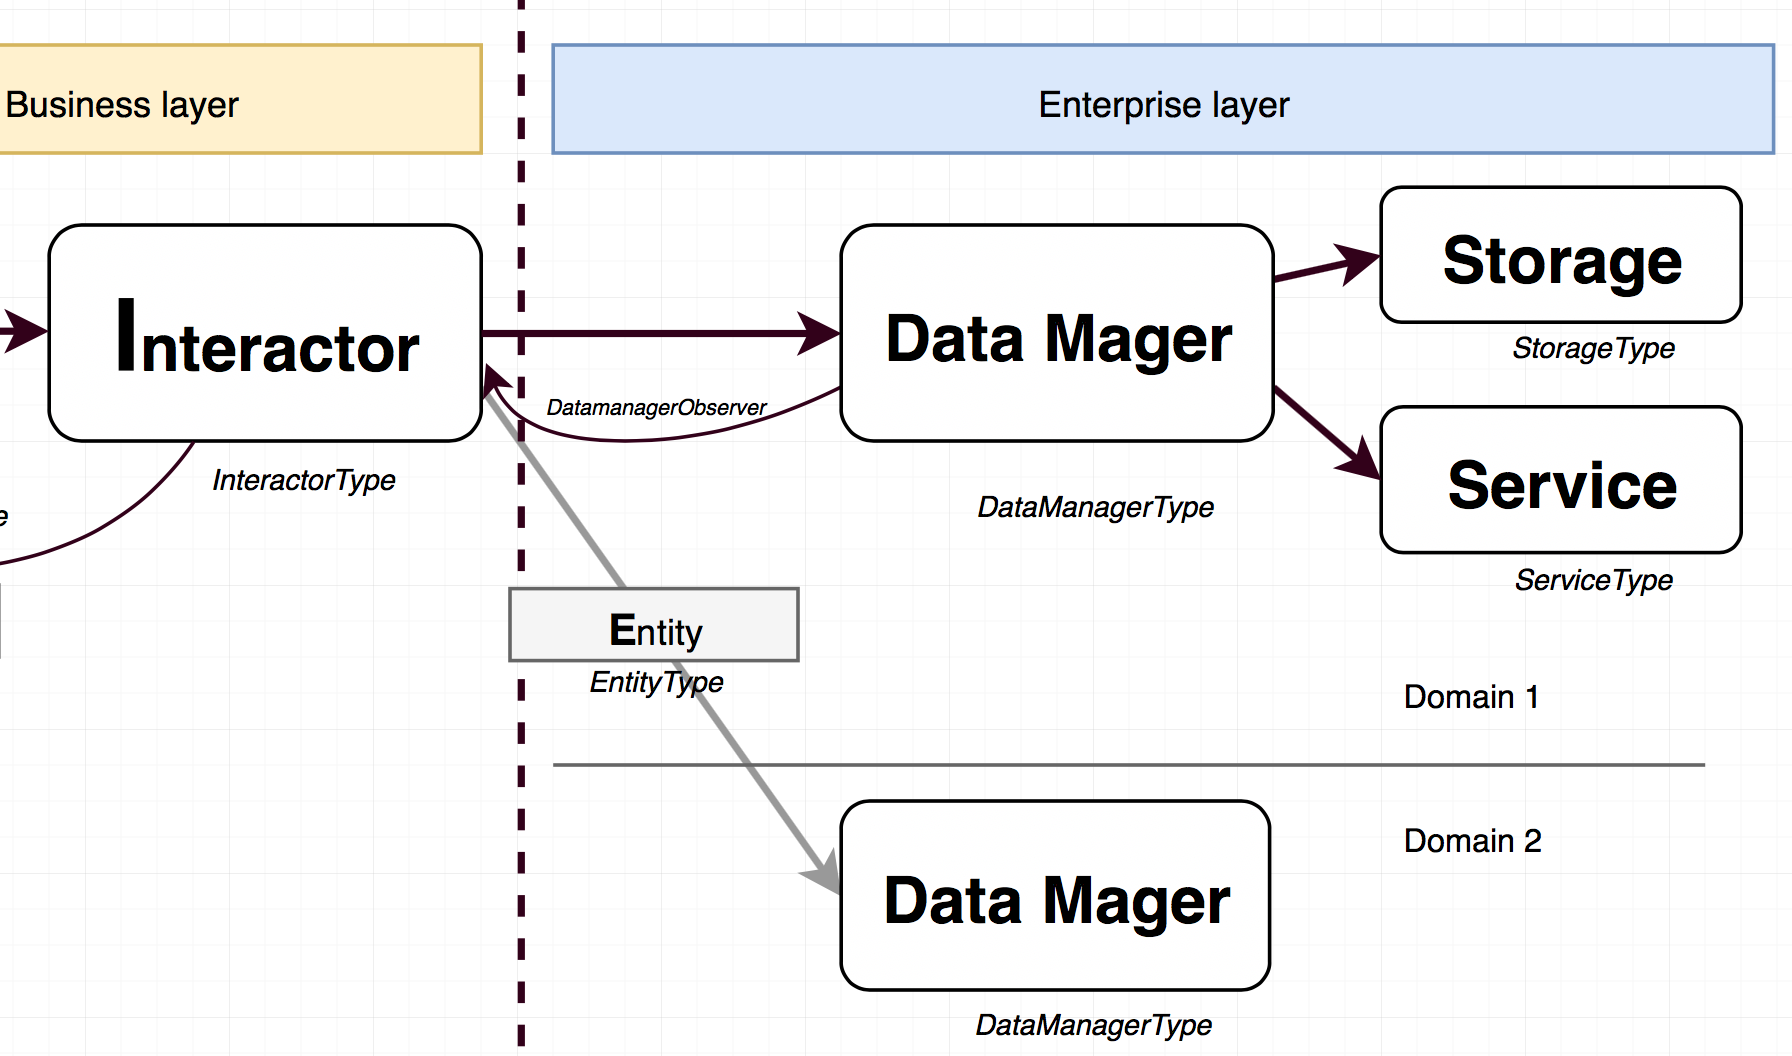 Business layer
Enterprise layer
Interactor
InteractorType
Data Mager
DatamanagerObserver
DataManagerType
Storage
StorageType
Service
ServiceType
Entity
EntityType
Domain 1
Domain 2
Data Mager
DataManagerType